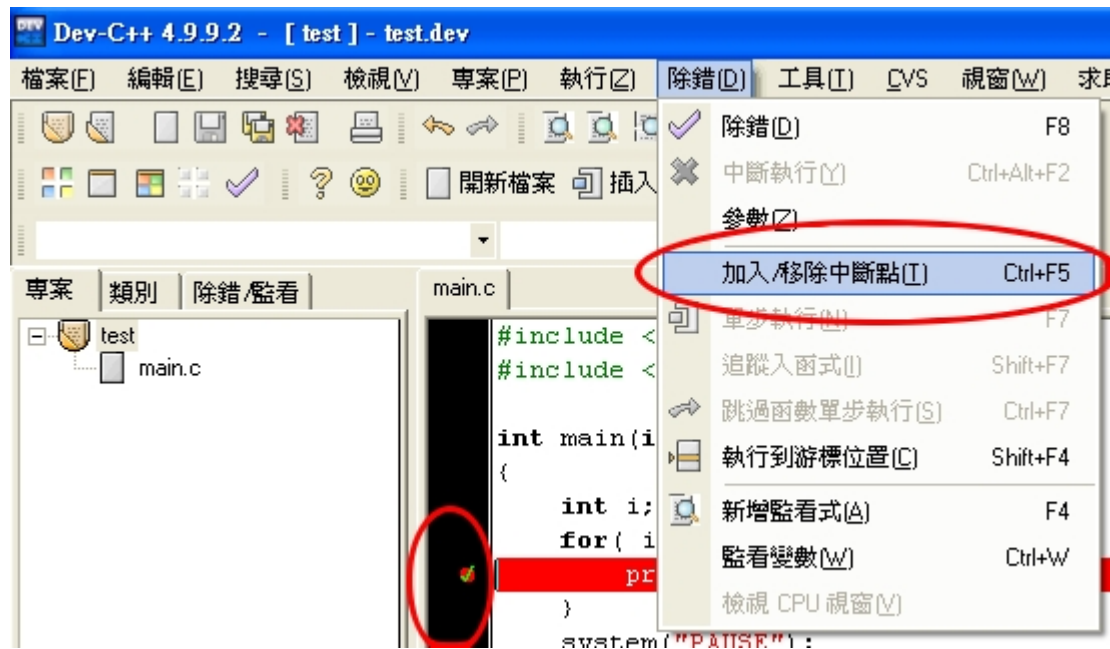 Dev-C++ 4.9.9.2 - [ test ] - test.dev
檔案(F) 編輯(E) 搜尋(S) 檢視(V) 專案(P) 執行(Z) 除錯(D) 工具(T) CVS 視窗(W) 求
開新檔案 插入
除錯(D) F8
中斷執行(Y) Ctrl+Alt+F2
參數(Z)
加入/移除中斷點(T) Ctrl+F5
單步執行(N) F7
追蹤入函式(I) Shift+F7
跳過函數單步執行(S) Ctrl+F7
執行到游標位置(C) Shift+F4
新增監看式(A) F4
監看變數(W) Ctrl+W
檢視 CPU 視窗(V)
專案 類別 除錯/監看
test
main.c
main.c
#include <
#include <
int main(i
{
int i;
for( i
pr
}
system("PAUSE");